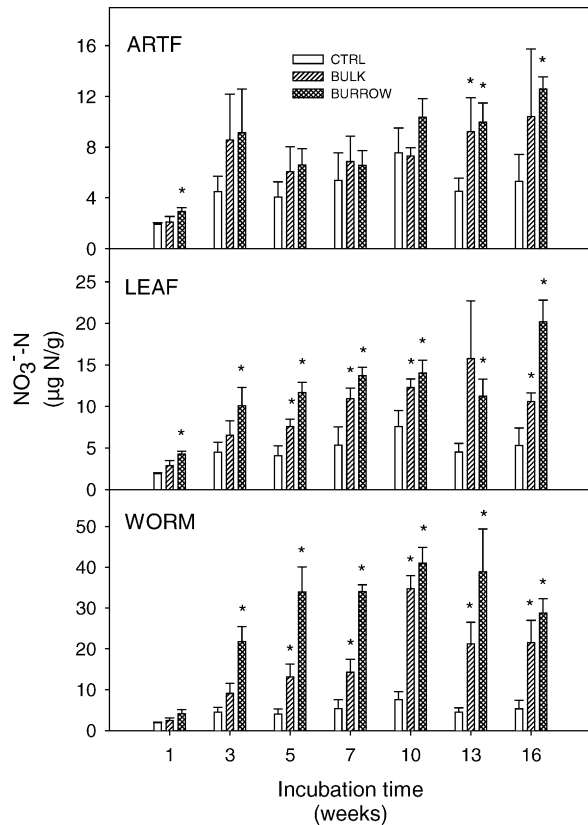 ARTF
CTRL
BULK
BURROW
16
12
8
4
0
* * * * *
LEAF
25
20
15
10
5
0
* * * * * * * * * * * *
WORM
50
40
30
20
10
0
* * * * * * * * * * *
NO₃⁻-N
(µg N/g)
1 3 5 7 10 13 16
Incubation time
(weeks)